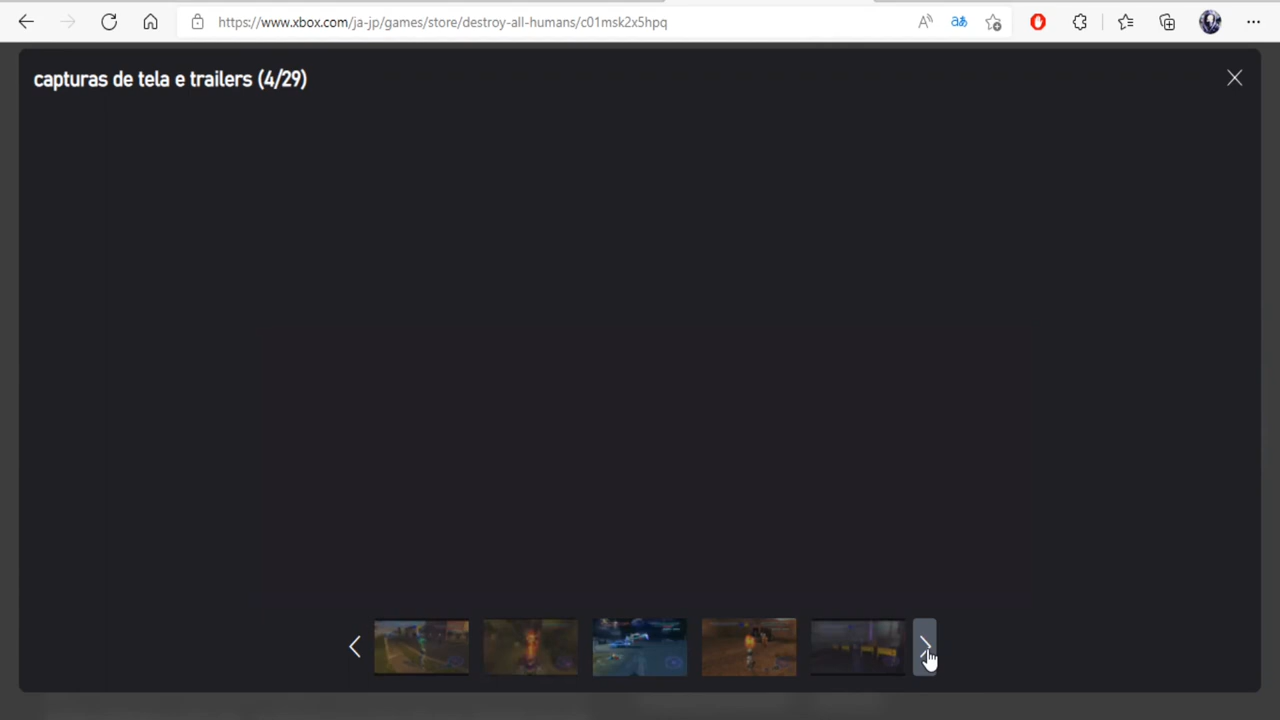 https://www.xbox.com/ja-jp/games/store/destroy-all-humans/c01msk2x5hpq
capturas de tela e trailers (4/29)